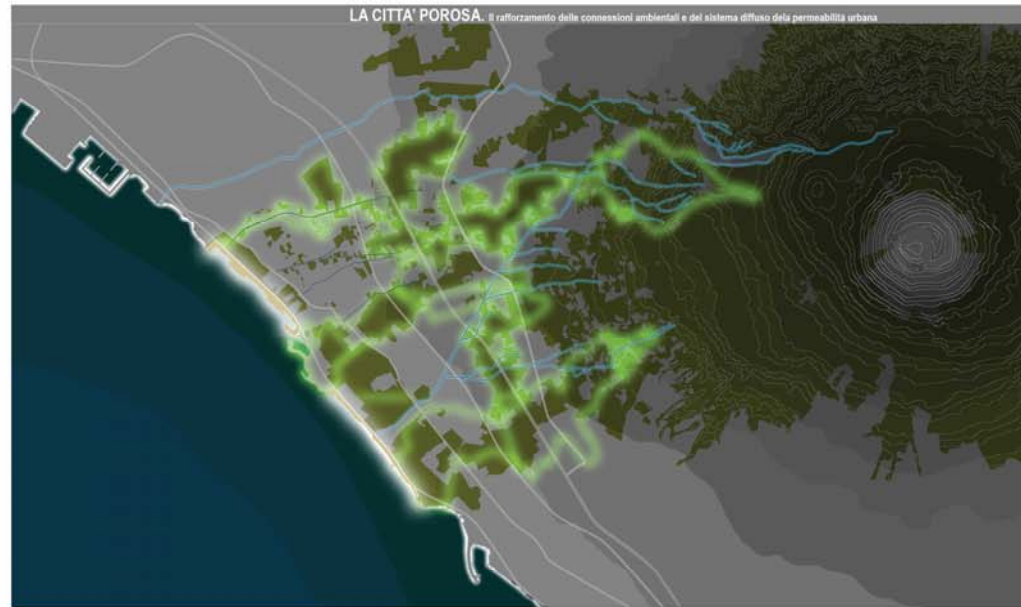 LA CITTA' POROSA. Il rafforzamento delle connessioni ambientali e del sistema diffuso dela permeabilità urbana